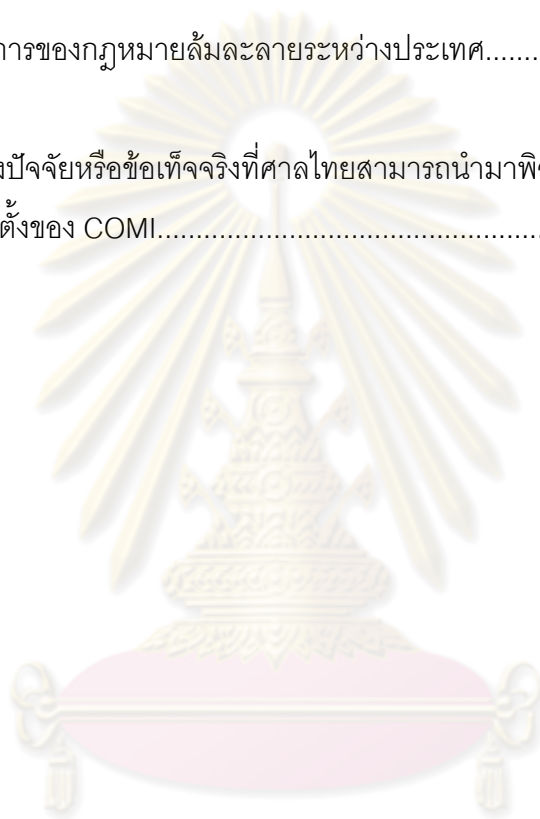 การของกฎหมายล้มละลายระหว่างประเทศ.......
งปัจจัยหรือข้อเท็จจริงที่ศาลไทยสามารถนำมาพิ
ตั้งของ COMI.................................................